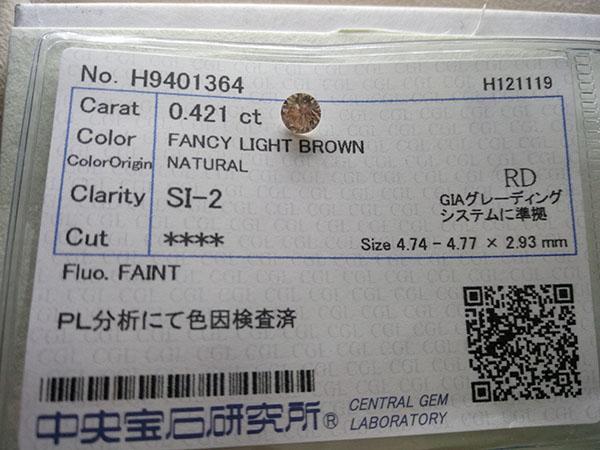 No. H9401364
H121119
Carat 0.421 ct
Color FANCY LIGHT BROWN
ColorOrigin NATURAL
Clarity SI-2
RD
GIAグレーディング
システムに準拠
Cut ****
Size 4.74 - 4.77 × 2.93 mm
Fluo. FAINT
PL分析にて色因検査済
中央宝石研究所® CENTRAL GEM
LABORATORY